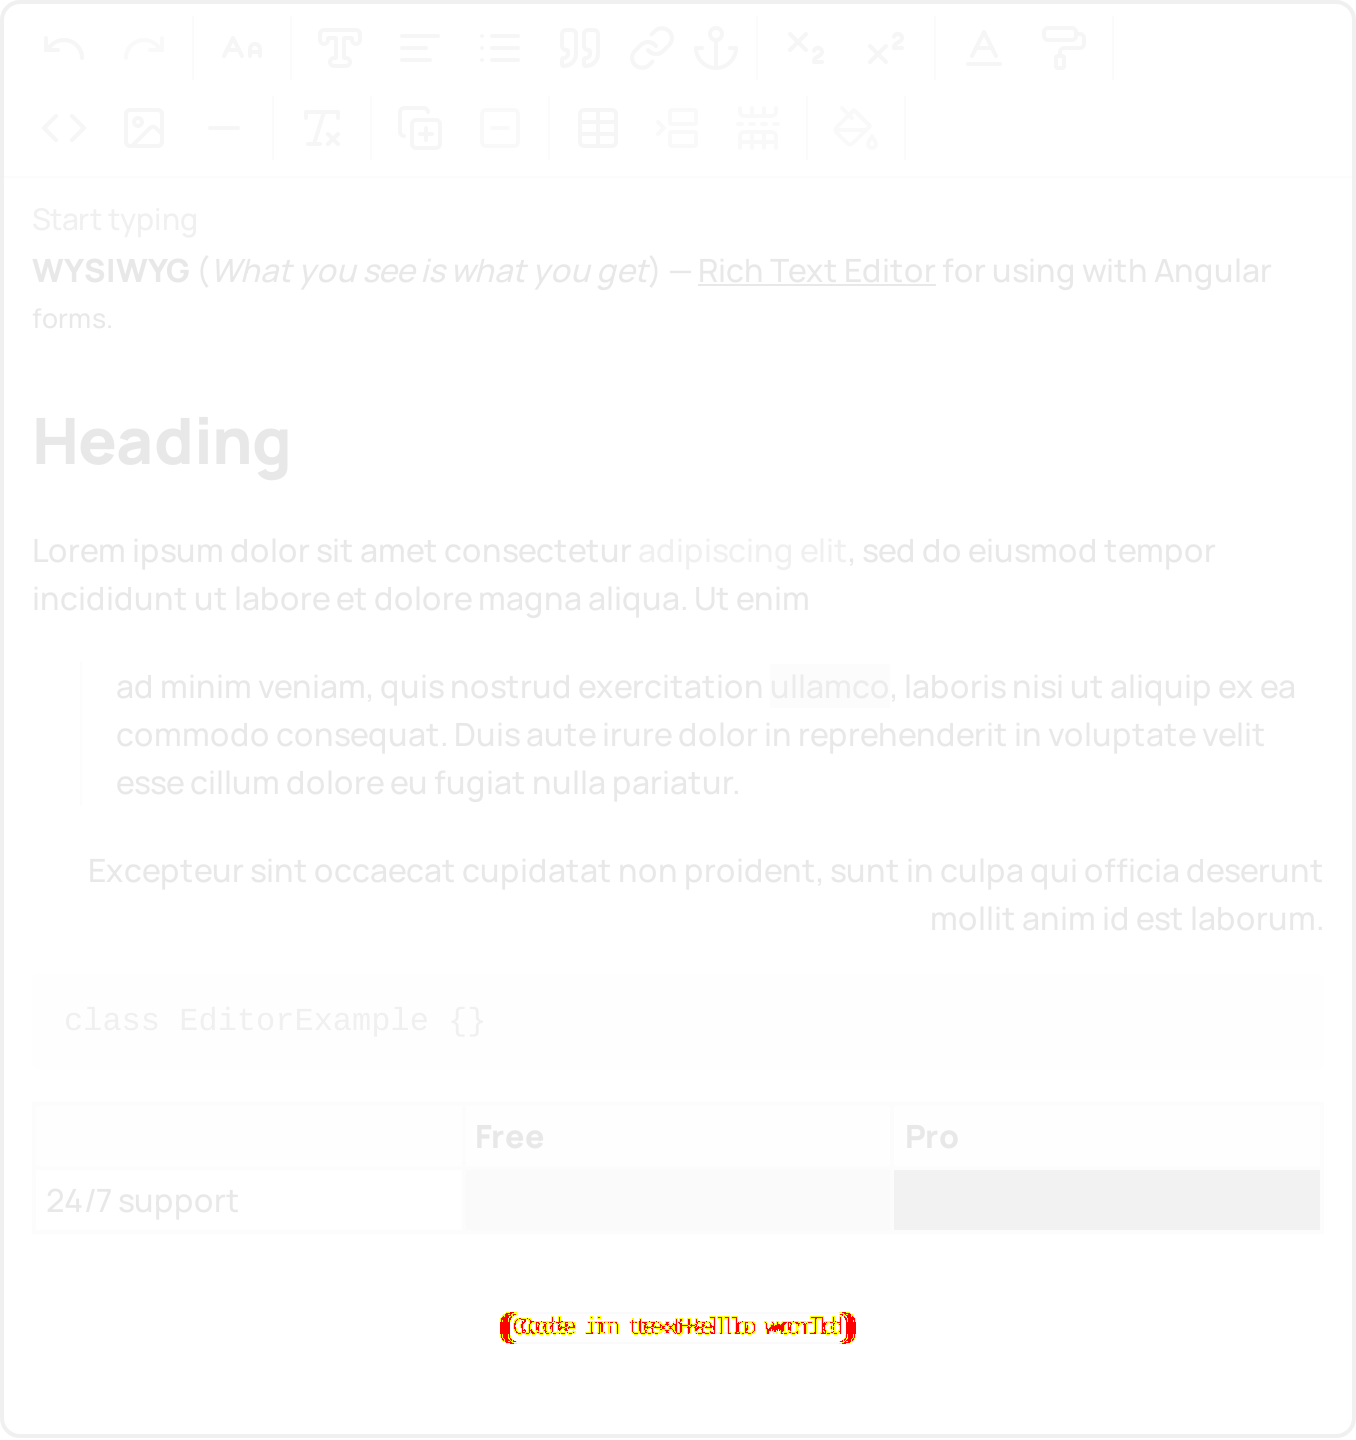 Start typing
WYSIWYG (What you see is what you get) — Rich Text Editor for using with Angular
forms.
Heading
Lorem ipsum dolor sit amet consectetur adipiscing elit, sed do eiusmod tempor
incididunt ut labore et dolore magna aliqua. Ut enim
ad minim veniam, quis nostrud exercitation ullamco, laboris nisi ut aliquip ex ea
commodo consequat. Duis aute irure dolor in reprehenderit in voluptate velit
esse cillum dolore eu fugiat nulla pariatur.
Excepteur sint occaecat cupidatat non proident, sunt in culpa qui officia deserunt
mollit anim id est laborum.
class EditorExample {}
Free Pro
24/7 support
Code in text world